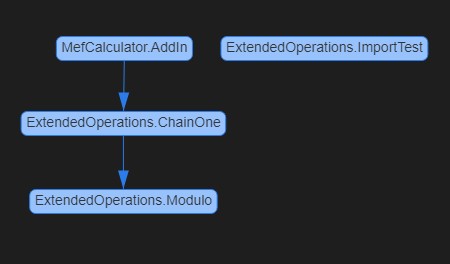 MefCalculator.AddIn
ExtendedOperations.ImportTest
ExtendedOperations.ChainOne
ExtendedOperations.Modulo